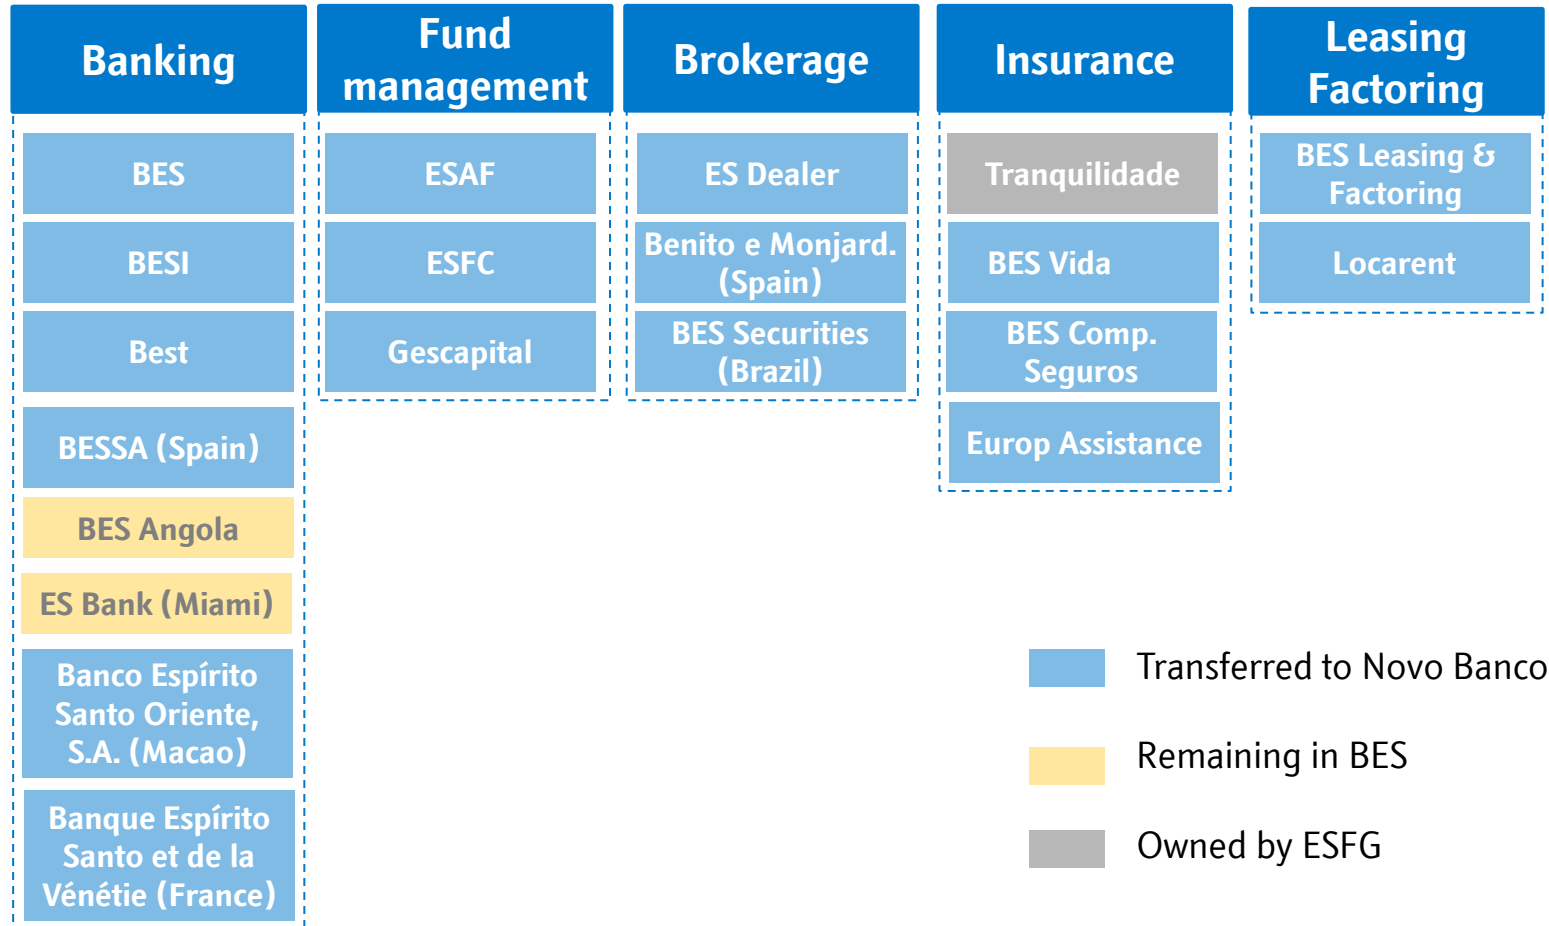 Banking
BES
BESI
Best
BESSA (Spain)
BES Angola
ES Bank (Miami)
Banco Espírito
Santo Oriente,
S.A. (Macao)
Banque Espírito
Santo et de la
Vénétie (France)
Fund
management
ESAF
ESFC
Gescapital
Brokerage
ES Dealer
Benito e Monjard.
(Spain)
BES Securities
(Brazil)
Insurance
Tranquilidade
BES Vida
BES Comp.
Seguros
Europ Assistance
Leasing
Factoring
BES Leasing &
Factoring
Locarent
Transferred to Novo Banco
Remaining in BES
Owned by ESFG